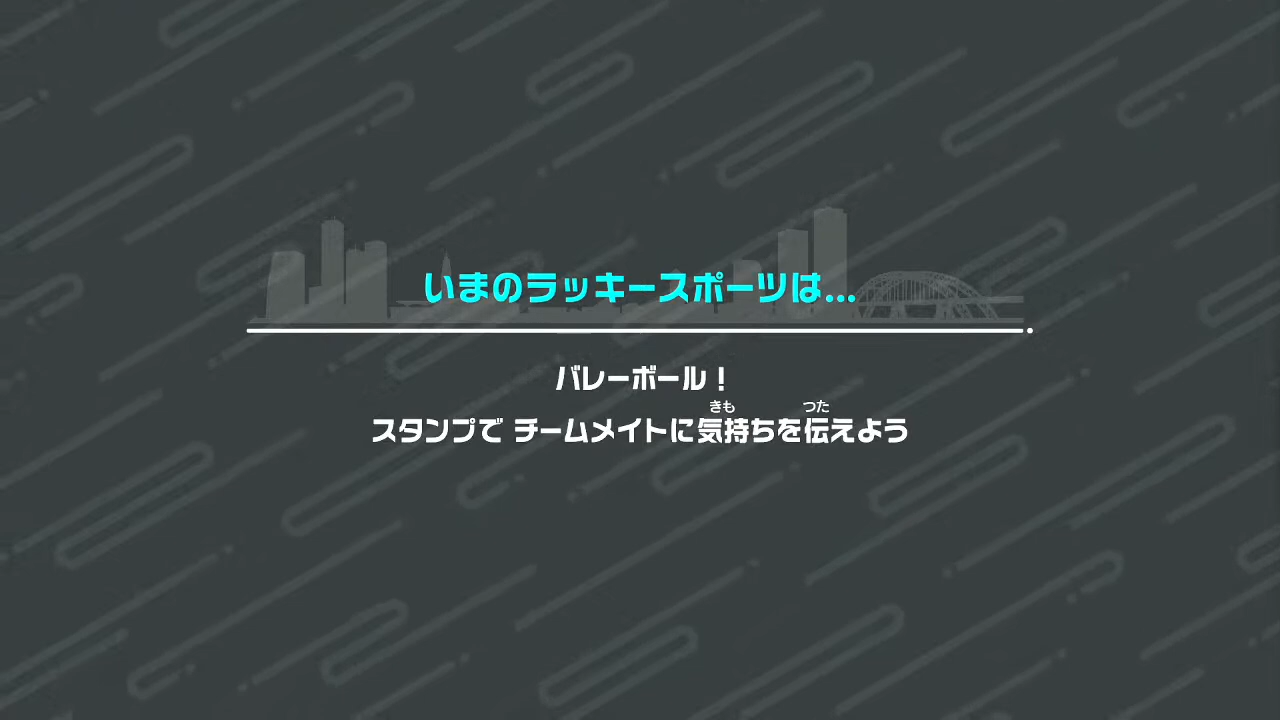 いまのラッキースポーツは...
バレーボール！
きも つた
スタンプで チームメイトに気持ちを伝えよう